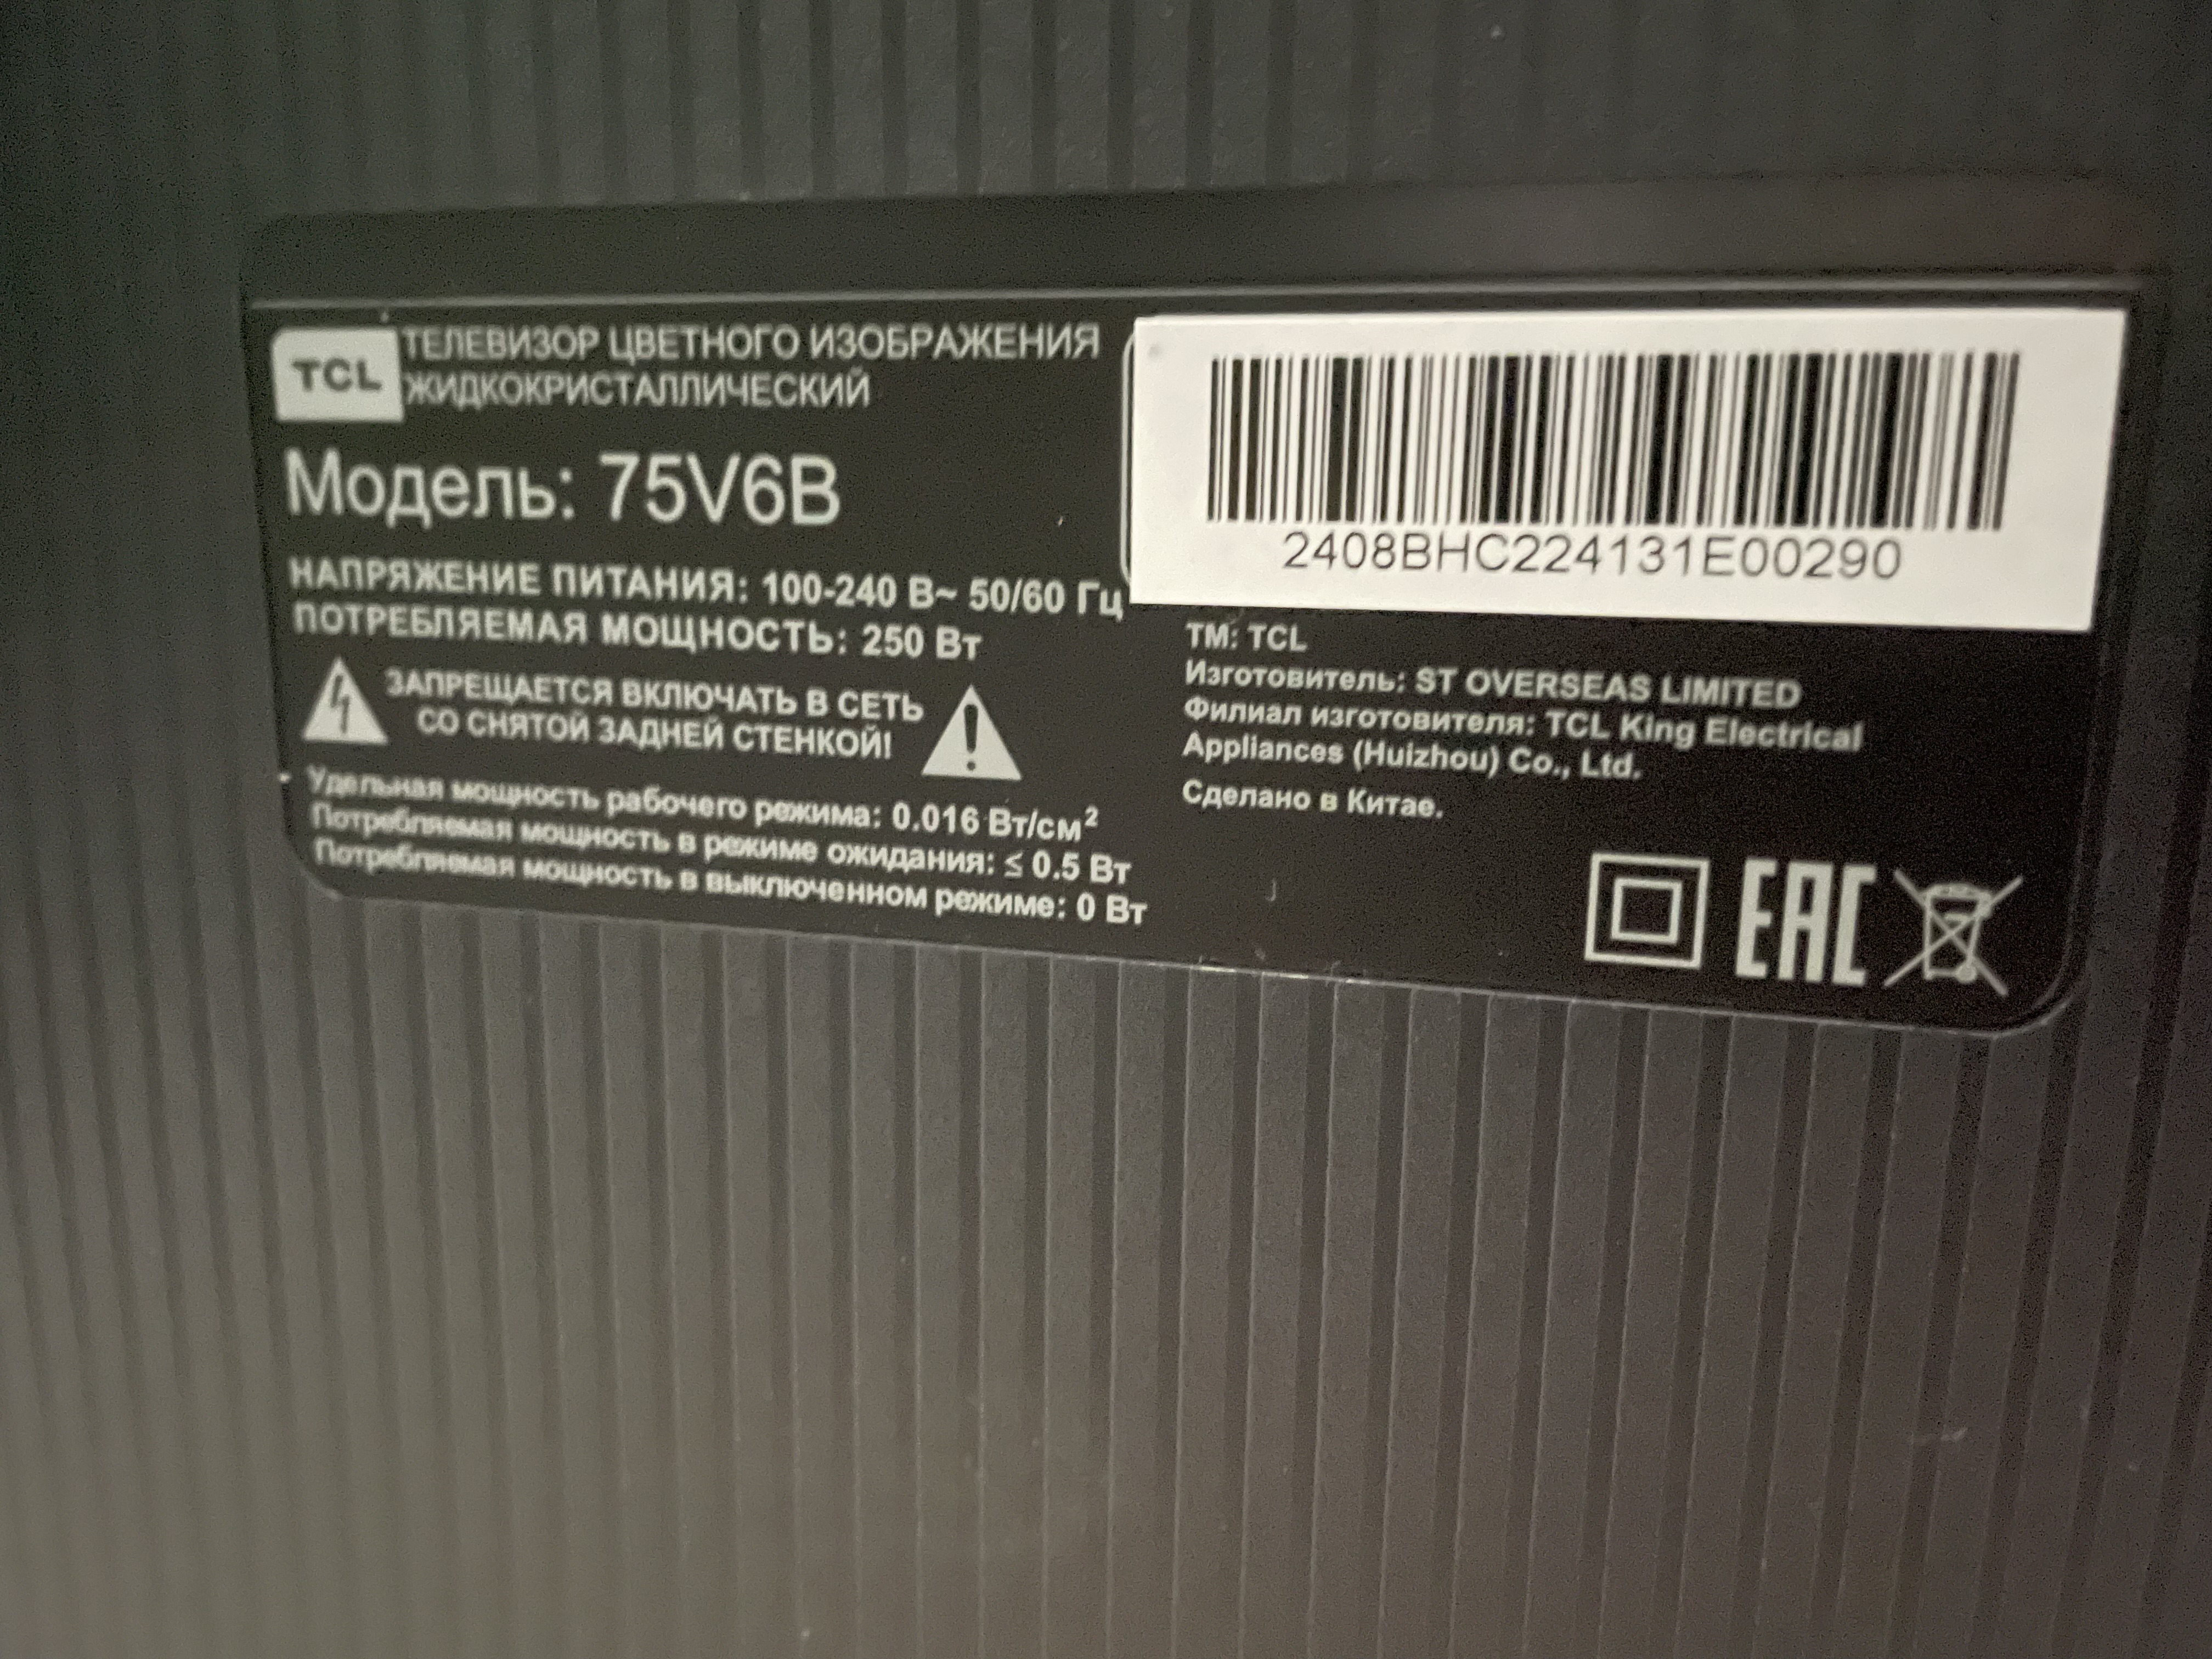 TCL
ТЕЛЕВИЗОР ЦВЕТНОГО ИЗОБРАЖЕНИЯ
ЖИДКОКРИСТАЛЛИЧЕСКИЙ
Модель: 75V6B
НАПРЯЖЕНИЕ ПИТАНИЯ: 100-240 В~ 50/60 Гц
ПОТРЕБЛЯЕМАЯ МОЩНОСТЬ: 250 Вт
ЗАПРЕЩАЕТСЯ ВКЛЮЧАТЬ В СЕТЬ
СО СНЯТОЙ ЗАДНЕЙ СТЕНКОЙ!
Удельная мощность рабочего режима: 0.016 Вт/см²
Потребляемая мощность в режиме ожидания: ≤ 0.5 Вт
Потребляемая мощность в выключенном режиме: 0 Вт
2408BHC224131E00290
TM: TCL
Изготовитель: ST OVERSEAS LIMITED
Филиал изготовителя: TCL King Electrical
Appliances (Huizhou) Co., Ltd.
Сделано в Китае.
EAC